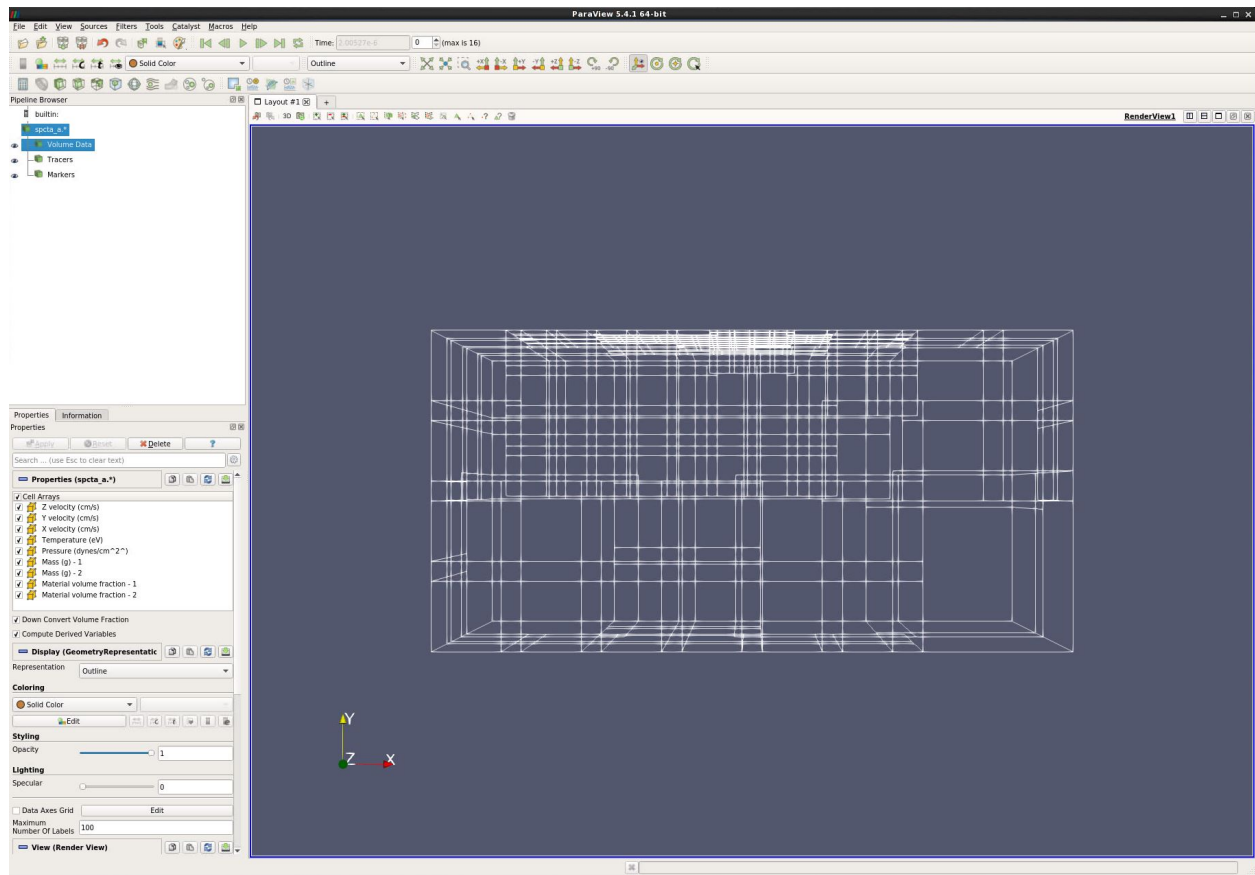 ParaView 5.4.1 64-bit
File Edit View Sources Filters Tools Catalyst Macros Help
Time: 2.00527e-6 0 (max is 16)
Solid Color Outline
Pipeline Browser
builtin:
spcta_a.*
Volume Data
Tracers
Markers
Layout #1 +
3D
RenderView1
Properties Information
Properties
Apply Reset Delete ?
Search ... (use Esc to clear text)
Properties (spcta_a.*)
Cell Arrays
Z velocity (cm/s)
Y velocity (cm/s)
X velocity (cm/s)
Temperature (eV)
Pressure (dynes/cm^2^)
Mass (g) - 1
Mass (g) - 2
Material volume fraction - 1
Material volume fraction - 2
Down Convert Volume Fraction
Compute Derived Variables
Display (GeometryRepresentatic
Representation Outline
Coloring
Solid Color
Edit
Styling
Opacity 1
Lighting
Specular 0
Data Axes Grid Edit
Maximum
Number Of Labels 100
View (Render View)
Y
Z X